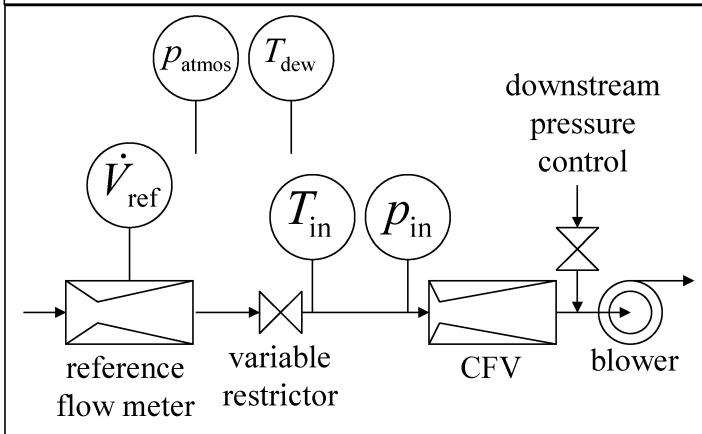 p_atmos
T_dew
downstream
pressure
control
V̇_ref
T_in
p_in
reference
flow meter
variable
restrictor
CFV
blower